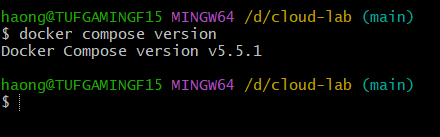 haong@TUFGAMINGF15 MINGW64 /d/cloud-lab (main)
$ docker compose version
Docker Compose version v5.5.1
haong@TUFGAMINGF15 MINGW64 /d/cloud-lab (main)
$